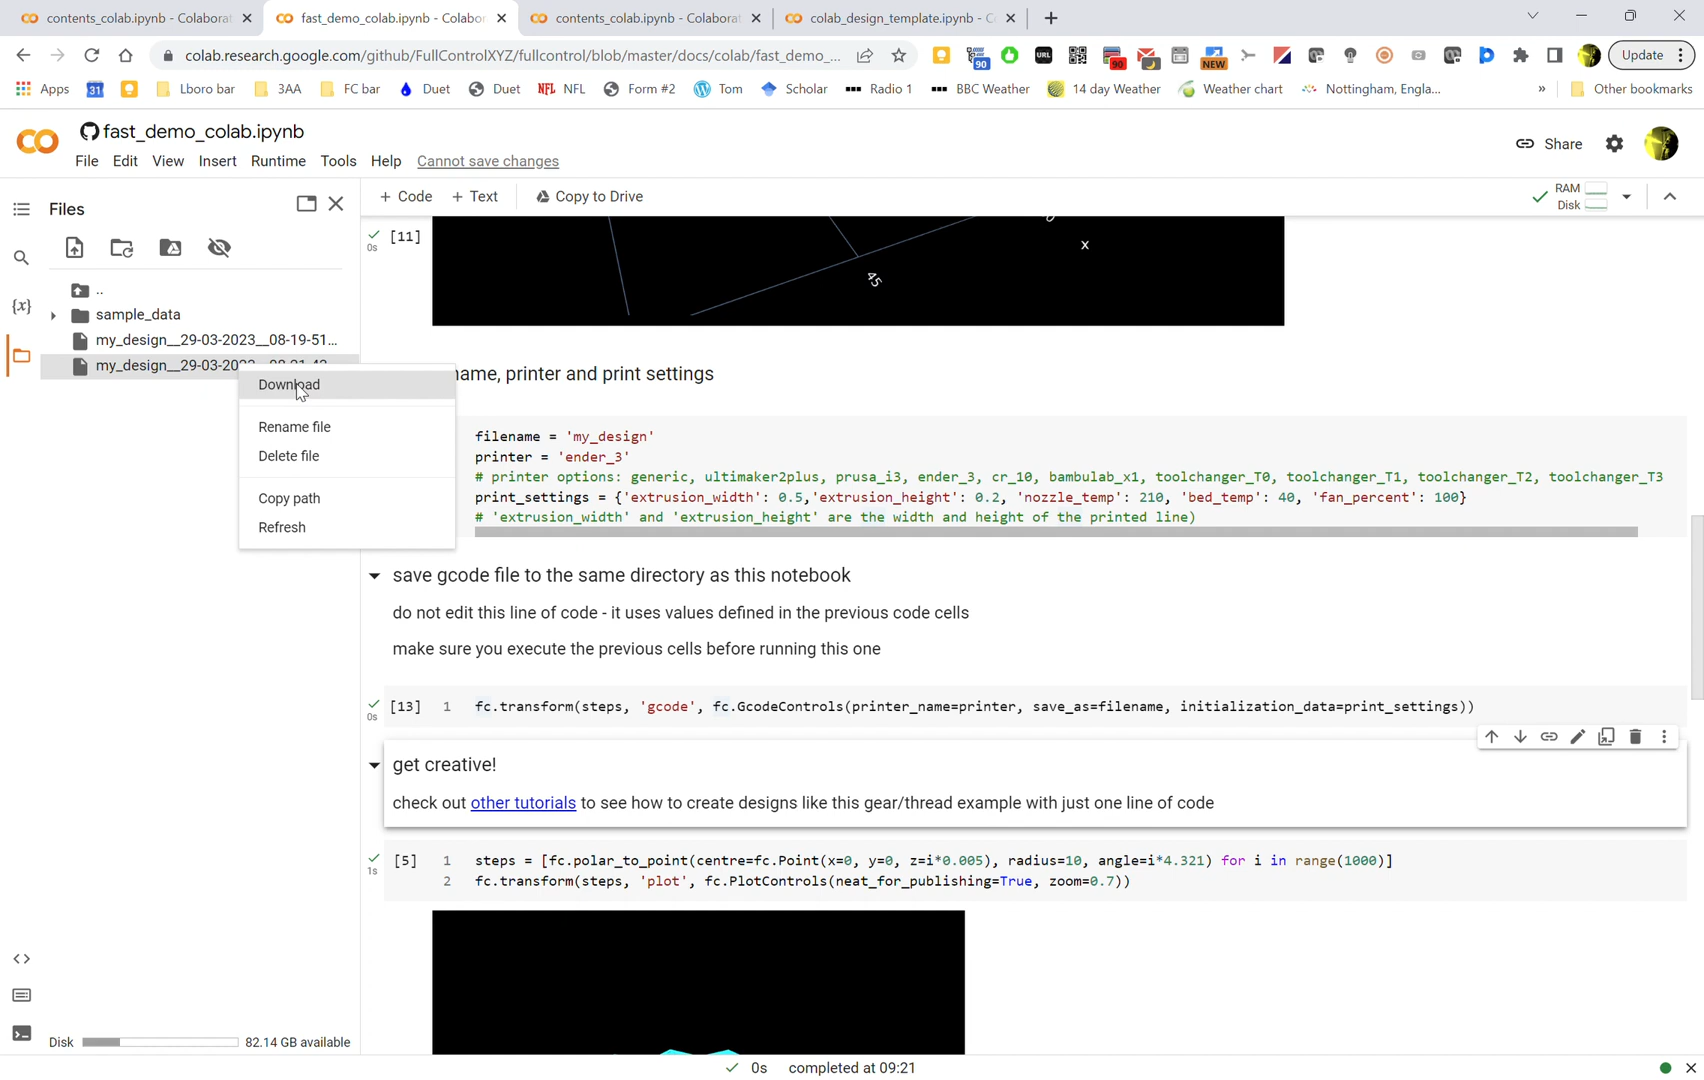 contents_colab.ipynb - Colaborat
fast_demo_colab.ipynb - Colabor
contents_colab.ipynb - Colaborat
colab_design_template.ipynb - C
colab.research.google.com/github/FullControlXYZ/fullcontrol/blob/master/docs/colab/fast_demo_...
90
URL
90
NEW
Update
Apps
31
Lboro bar
3AA
FC bar
Duet
Duet
NFL
NFL
Form #2
Tom
Scholar
Radio 1
BBC Weather
14 day Weather
Weather chart
Nottingham, Engla...
»
Other bookmarks
fast_demo_colab.ipynb
File Edit View Insert Runtime Tools Help Cannot save changes
Share
Files
+ Code + Text
Copy to Drive
RAM
Disk
..
sample_data
my_design__29-03-2023__08-19-51...
my_design__29-03-20
Download
Rename file
Delete file
Copy path
Refresh
{x}
[11]
0s
x
45
ame, printer and print settings
filename = 'my_design'
printer = 'ender_3'
# printer options: generic, ultimaker2plus, prusa_i3, ender_3, cr_10, bambulab_x1, toolchanger_T0, toolchanger_T1, toolchanger_T2, toolchanger_T3
print_settings = {'extrusion_width': 0.5,'extrusion_height': 0.2, 'nozzle_temp': 210, 'bed_temp': 40, 'fan_percent': 100}
# 'extrusion_width' and 'extrusion_height' are the width and height of the printed line)
save gcode file to the same directory as this notebook
do not edit this line of code - it uses values defined in the previous code cells
make sure you execute the previous cells before running this one
[13] 1 fc.transform(steps, 'gcode', fc.GcodeControls(printer_name=printer, save_as=filename, initialization_data=print_settings))
0s
get creative!
check out other tutorials to see how to create designs like this gear/thread example with just one line of code
[5] 1 steps = [fc.polar_to_point(centre=fc.Point(x=0, y=0, z=i*0.005), radius=10, angle=i*4.321) for i in range(1000)]
1s
2 fc.transform(steps, 'plot', fc.PlotControls(neat_for_publishing=True, zoom=0.7))
Disk 82.14 GB available
0s completed at 09:21